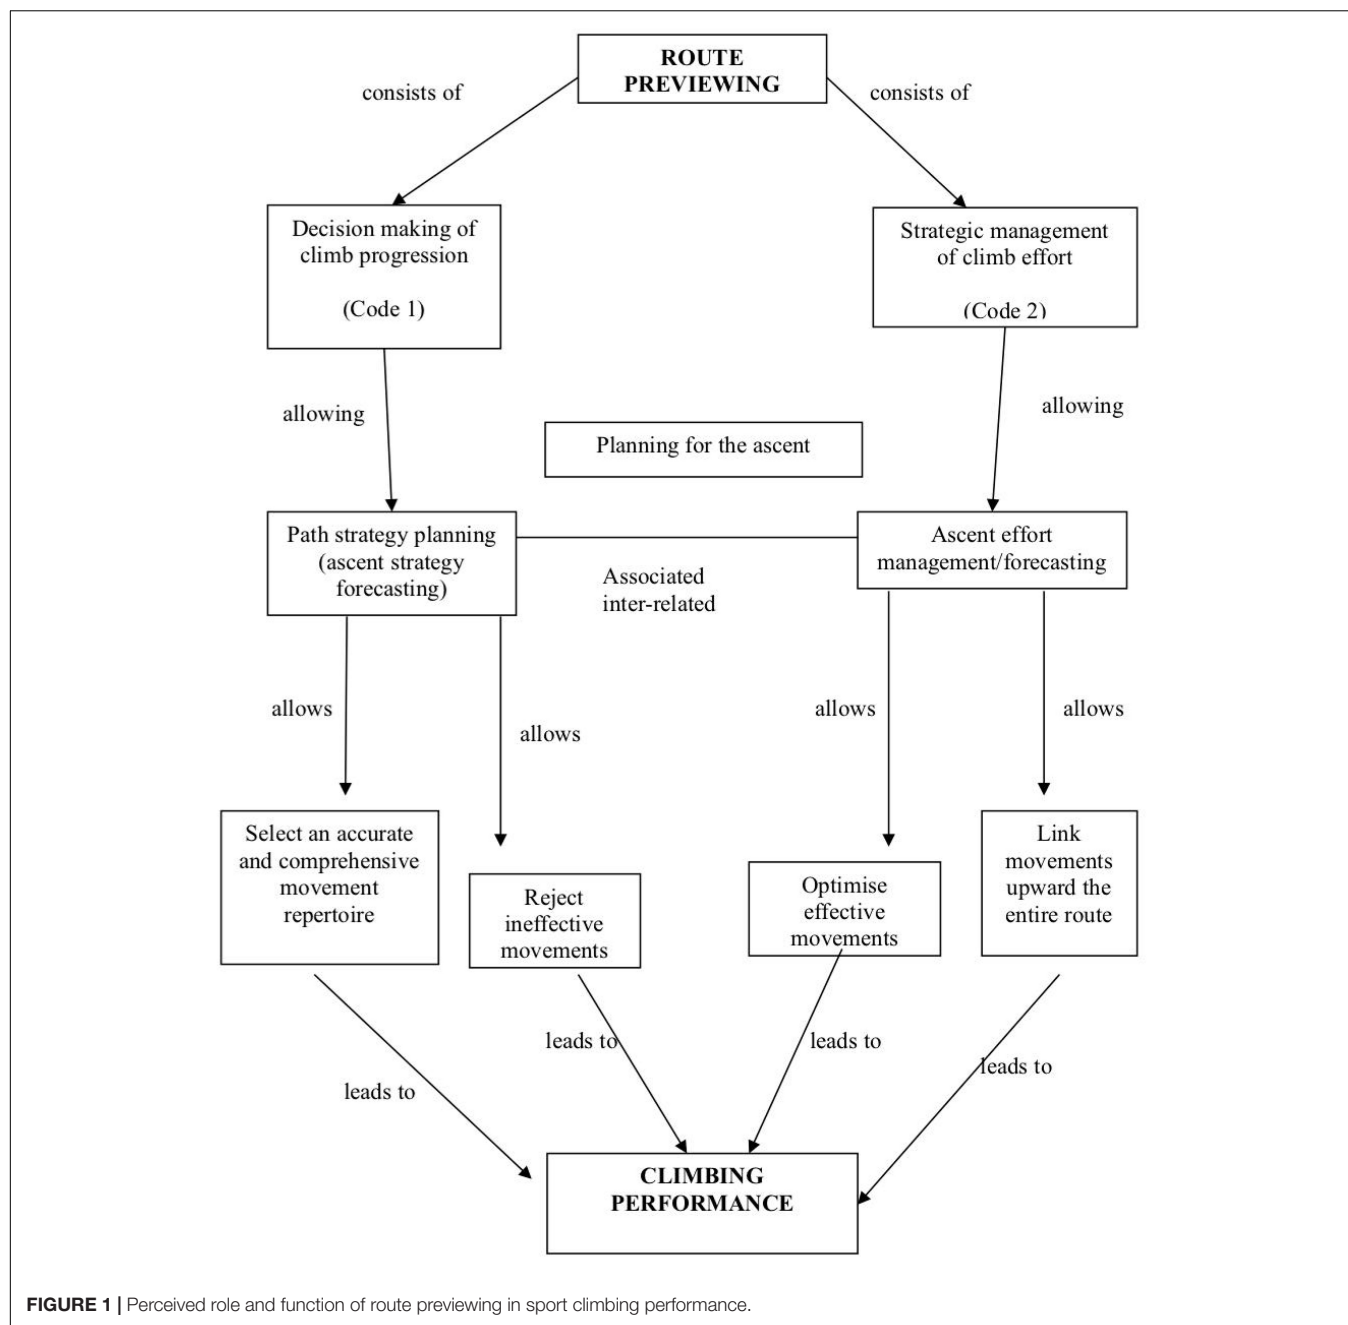 ROUTE
PREVIEWING
consists of
consists of
Decision making of
climb progression
(Code 1)
Strategic management
of climb effort
(Code 2)
allowing
allowing
Planning for the ascent
Path strategy planning
(ascent strategy
forecasting)
Ascent effort
management/forecasting
Associated
inter-related
allows
allows
allows
allows
Select an accurate
and comprehensive
movement
repertoire
Reject
ineffective
movements
Optimise
effective
movements
Link
movements
upward the
entire route
leads to
leads to
leads to
leads to
CLIMBING
PERFORMANCE
FIGURE 1 | Perceived role and function of route previewing in sport climbing performance.